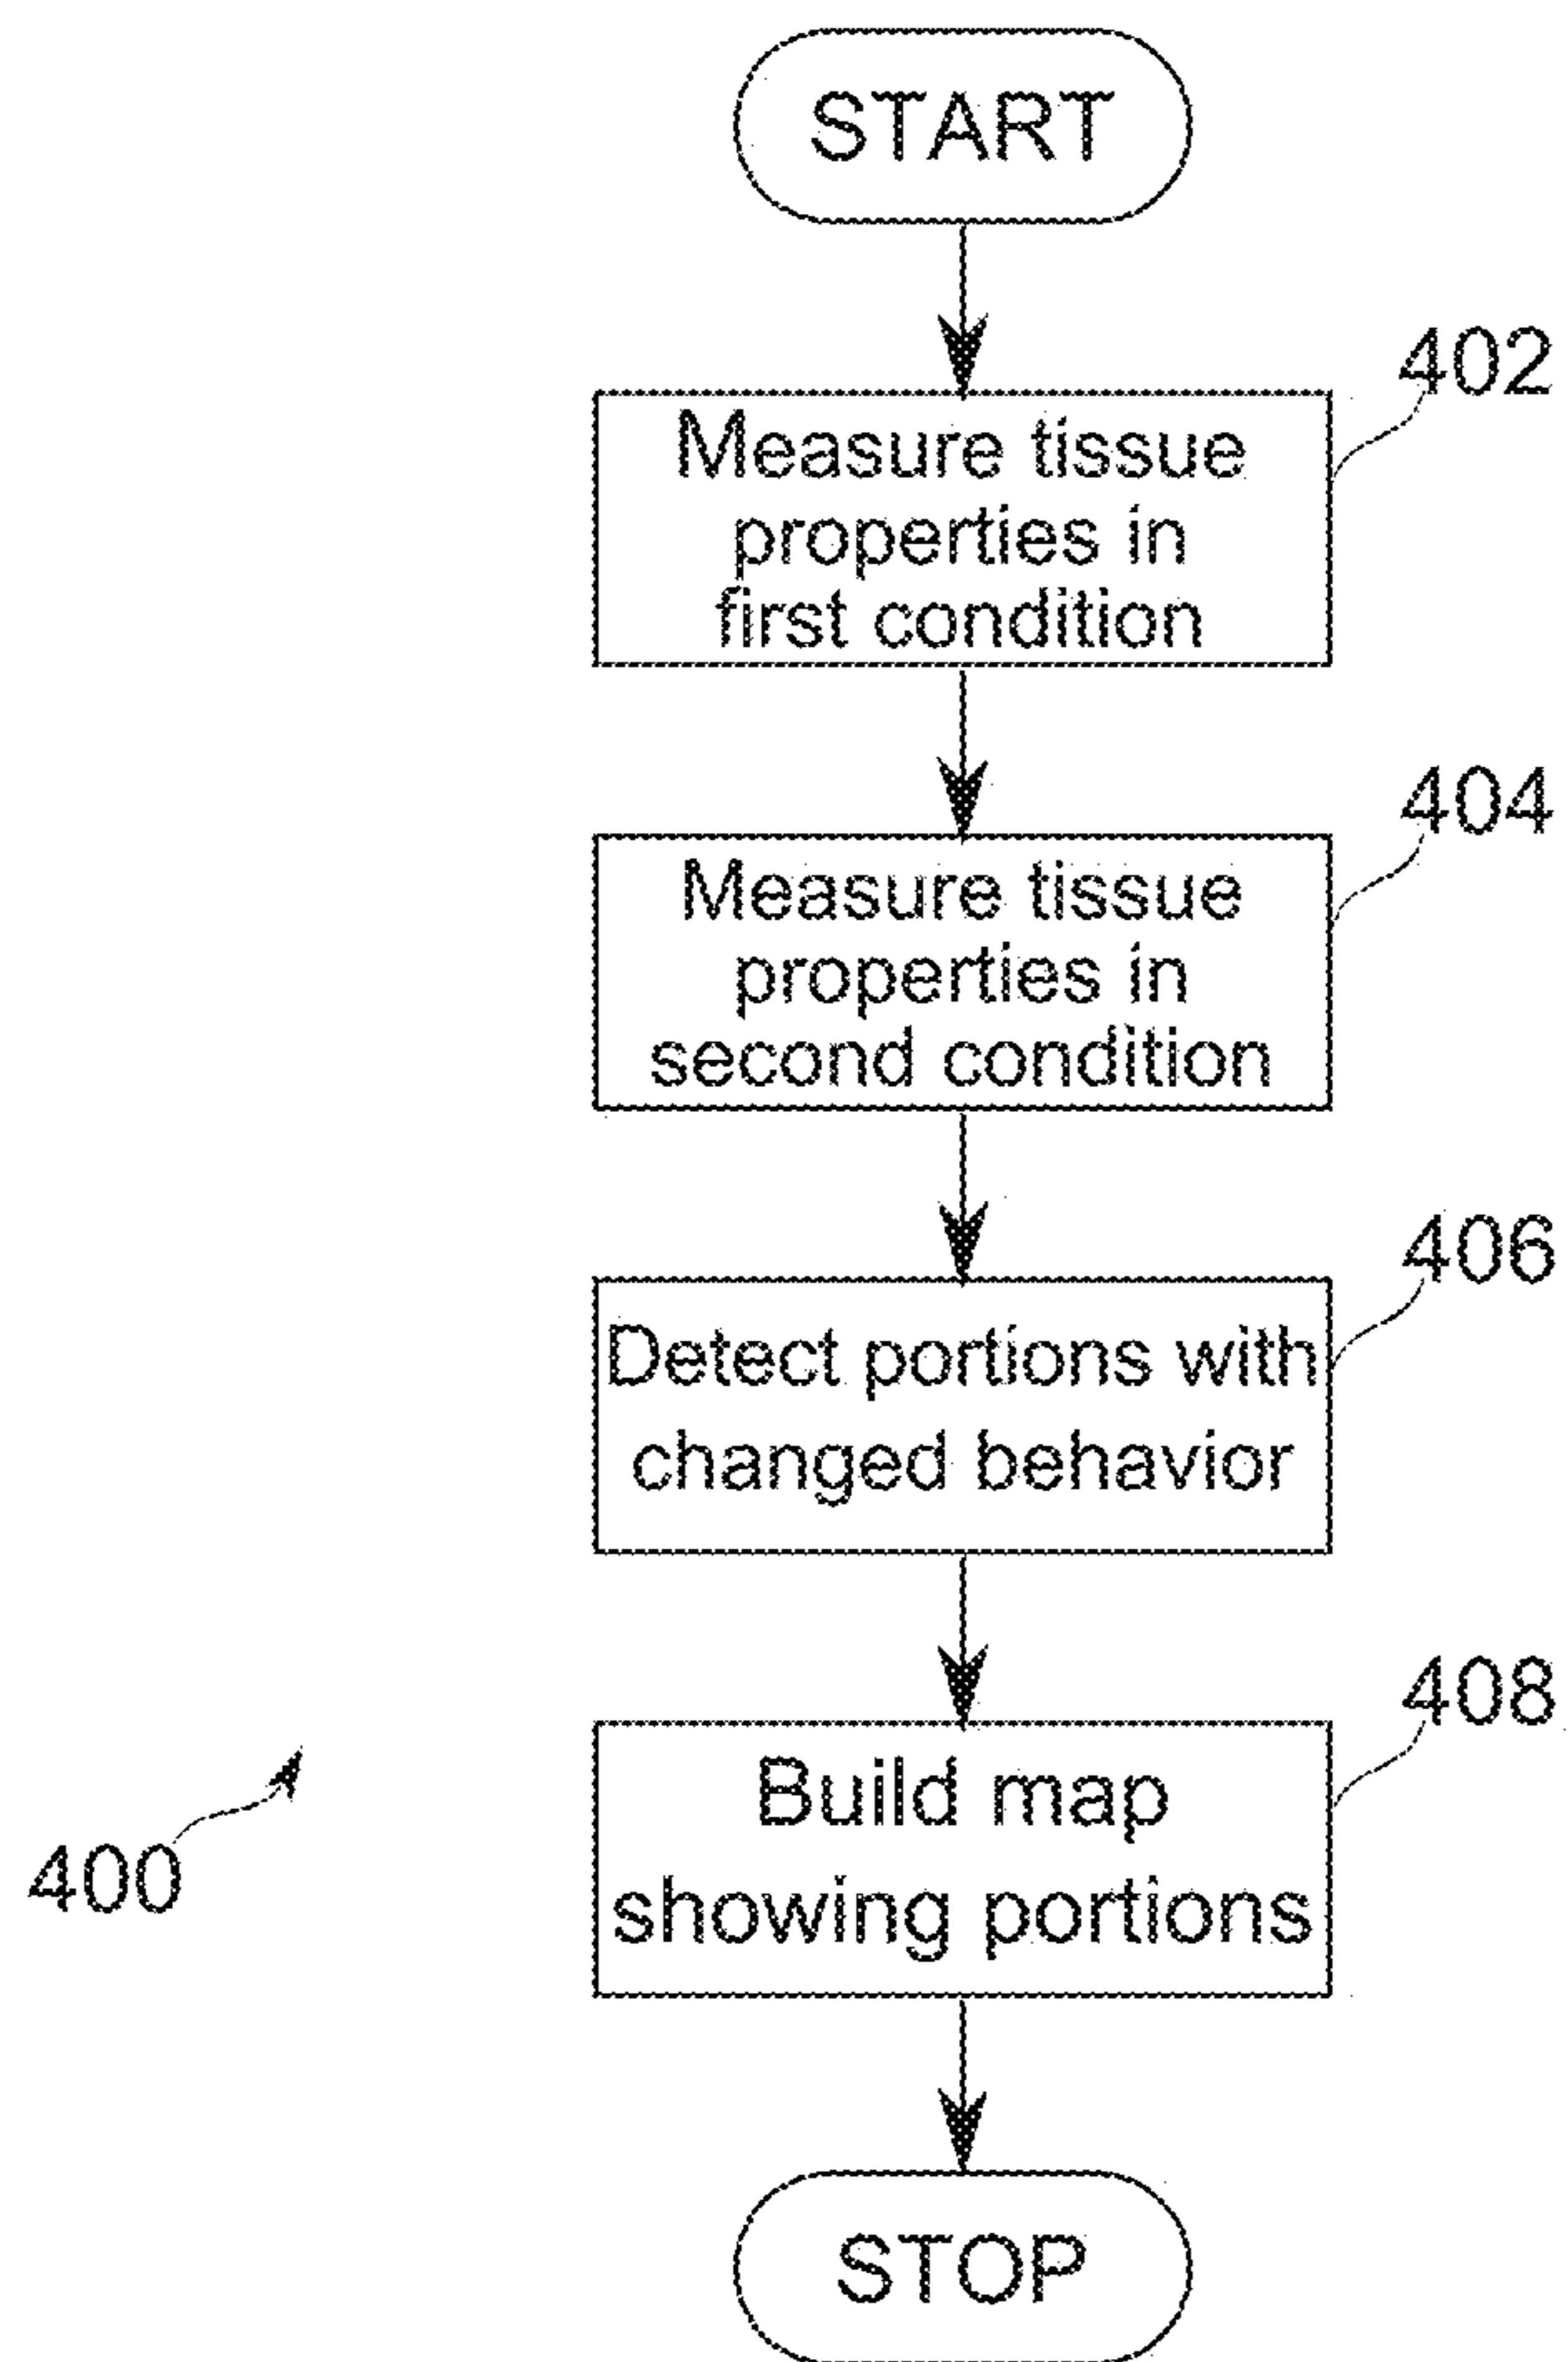 START
402
Measure tissue
properties in
first condition
404
Measure tissue
properties in
second condition
406
Detect portions with
changed behavior
408
Build map
showing portions
400
STOP